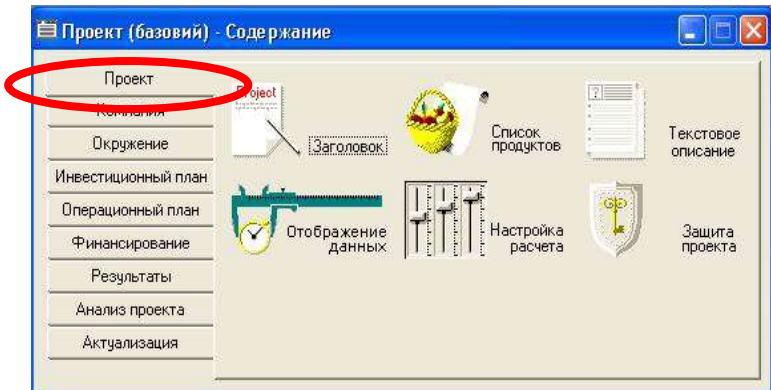 Проект (базовий) - Содержание
Проект
Компания
Окружение
Инвестиционный план
Операционный план
Финансирование
Результаты
Анализ проекта
Актуализация
Project
Заголовок
Список
продуктов
?
Текстовое
описание
Отображение
данных
Настройка
расчета
Защита
проекта